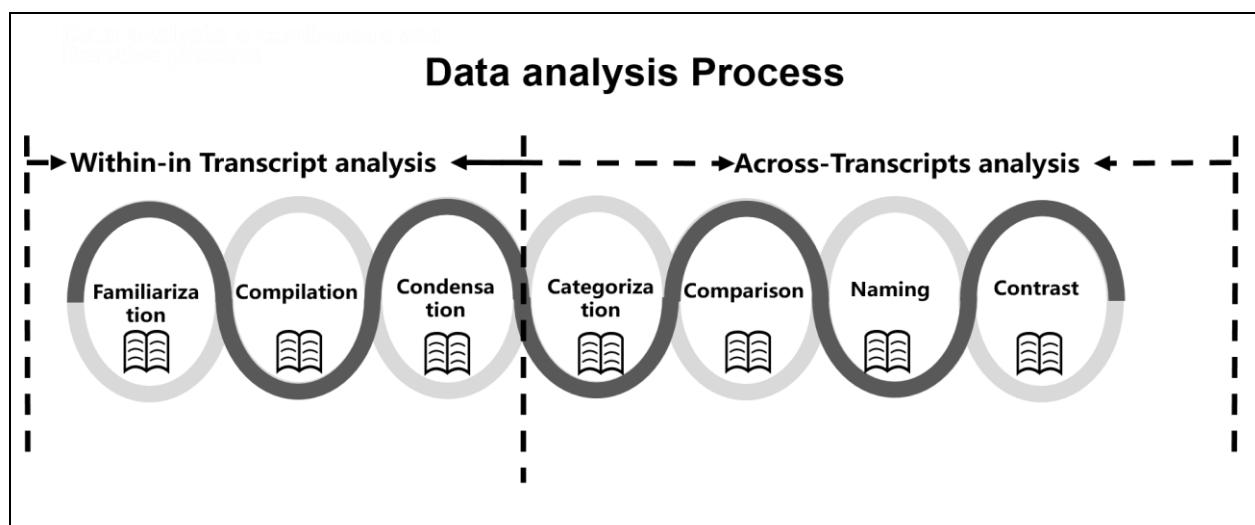 Data analysis Process
Within-in Transcript analysis
Across-Transcripts analysis
Familiariza
tion
Compilation
Condensa
tion
Categoriza
tion
Comparison
Naming
Contrast